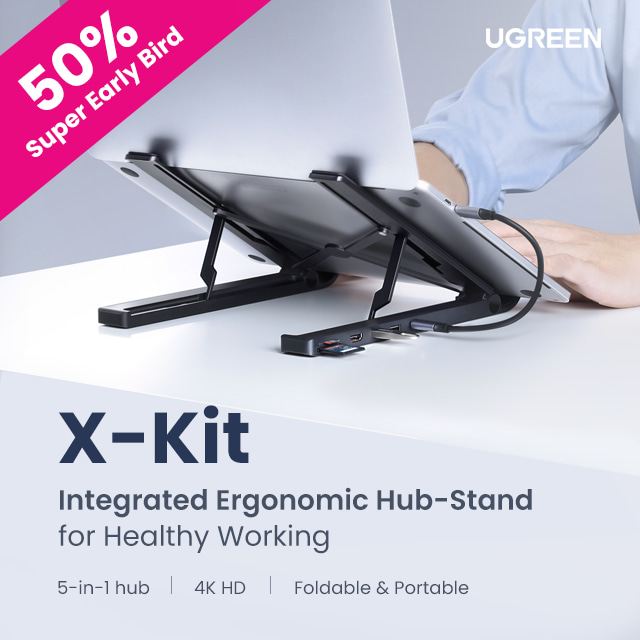 50%
Super Early Bird
UGREEN
X-Kit
Integrated Ergonomic Hub-Stand
for Healthy Working
5-in-1 hub | 4K HD | Foldable & Portable